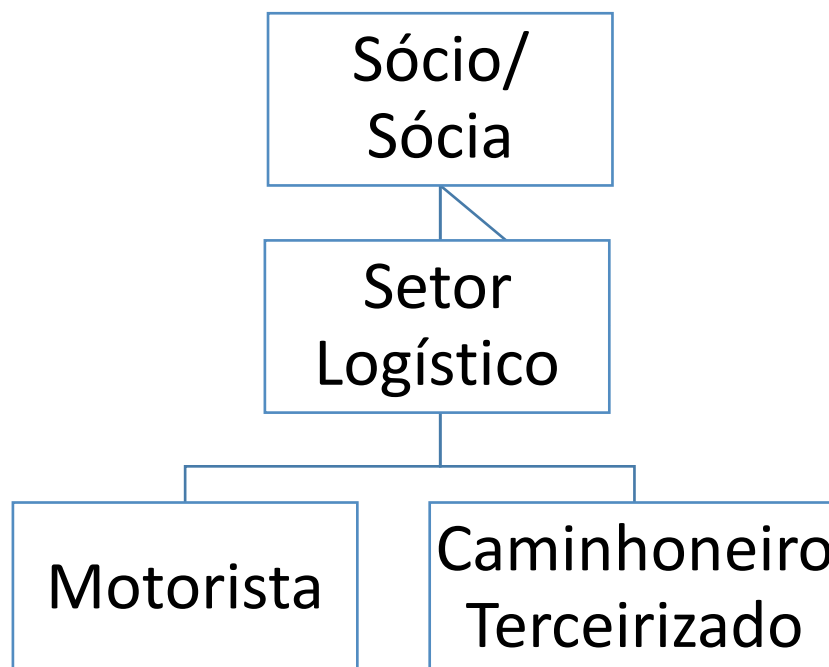 Sócio/
Sócia
Setor
Logístico
Motorista
Caminhoneiro
Terceirizado